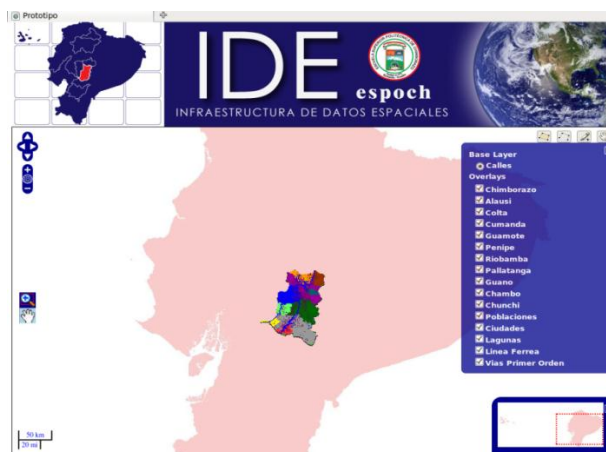 Prototipo
IDE
espoch
INFRAESTRUCTURA DE DATOS ESPACIALES
Base Layer
Calles
Overlays
Chimborazo
Alausi
Colta
Cumanda
Guamote
Penipe
Riobamba
Pallatanga
Guano
Chambo
Chunchi
Poblaciones
Ciudades
Lagunas
Linea Ferrea
Vias Primer Orden
50 km
20 mi